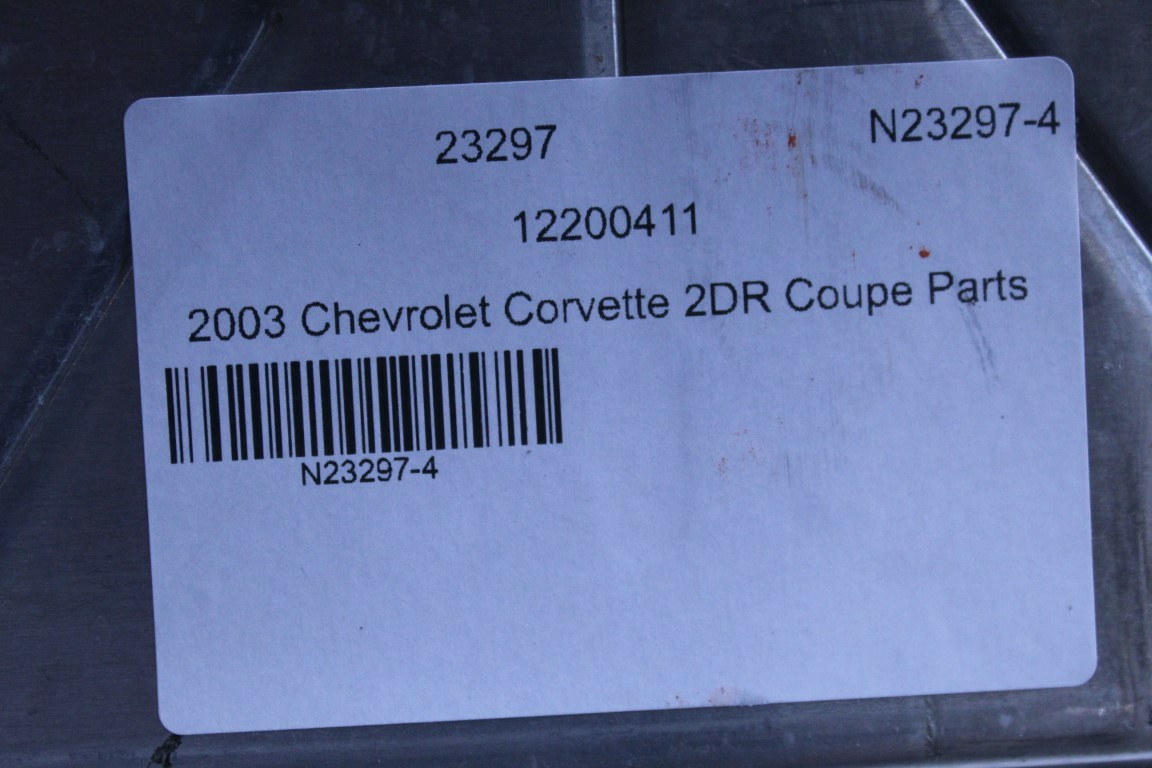 23297 N23297-4
12200411
2003 Chevrolet Corvette 2DR Coupe Parts
N23297-4